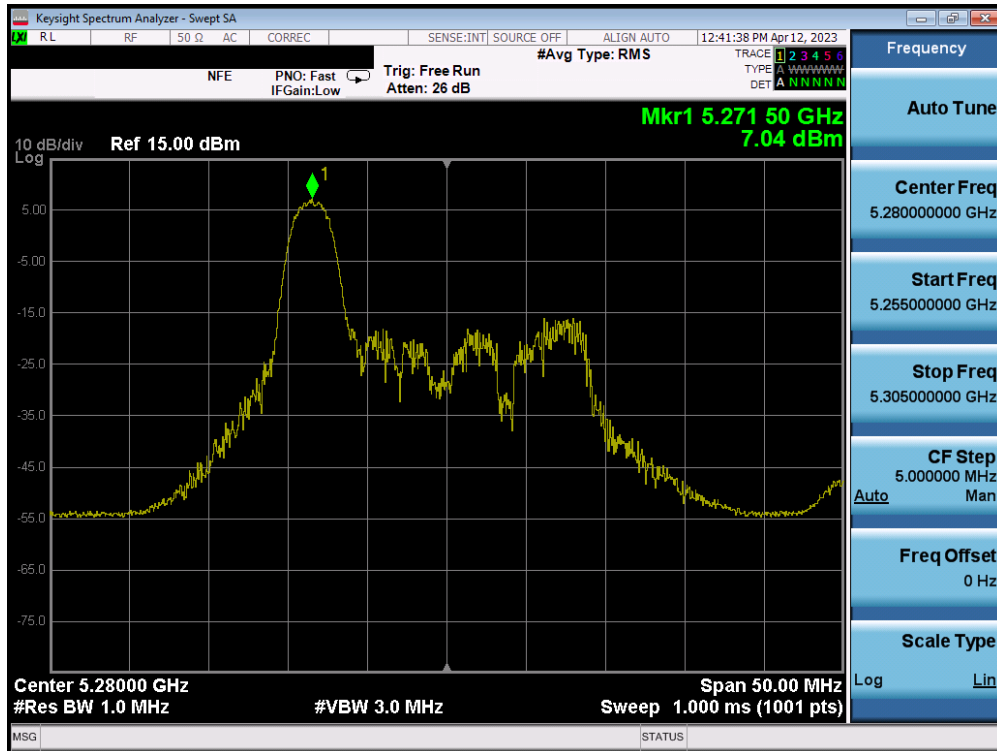 Keysight Spectrum Analyzer - Swept SA
LXI RL RF 50 Ω AC CORREC SENSE:INT SOURCE OFF ALIGN AUTO 12:41:38 PM Apr 12, 2023
#Avg Type: RMS
TRACE 1 2 3 4 5 6
NFE PNO: Fast Trig: Free Run TYPE A WWWWW
IFGain:Low Atten: 26 dB DET A N N N N N
Mkr1 5.271 50 GHz
7.04 dBm
10 dB/div Ref 15.00 dBm
Log
1
5.00
-5.00
-15.0
-25.0
-35.0
-45.0
-55.0
-65.0
-75.0
Center 5.28000 GHz Span 50.00 MHz
#Res BW 1.0 MHz #VBW 3.0 MHz Sweep 1.000 ms (1001 pts)
MSG STATUS
Frequency
Auto Tune
Center Freq
5.280000000 GHz
Start Freq
5.255000000 GHz
Stop Freq
5.305000000 GHz
CF Step
5.000000 MHz
Auto Man
Freq Offset
0 Hz
Scale Type
Log Lin